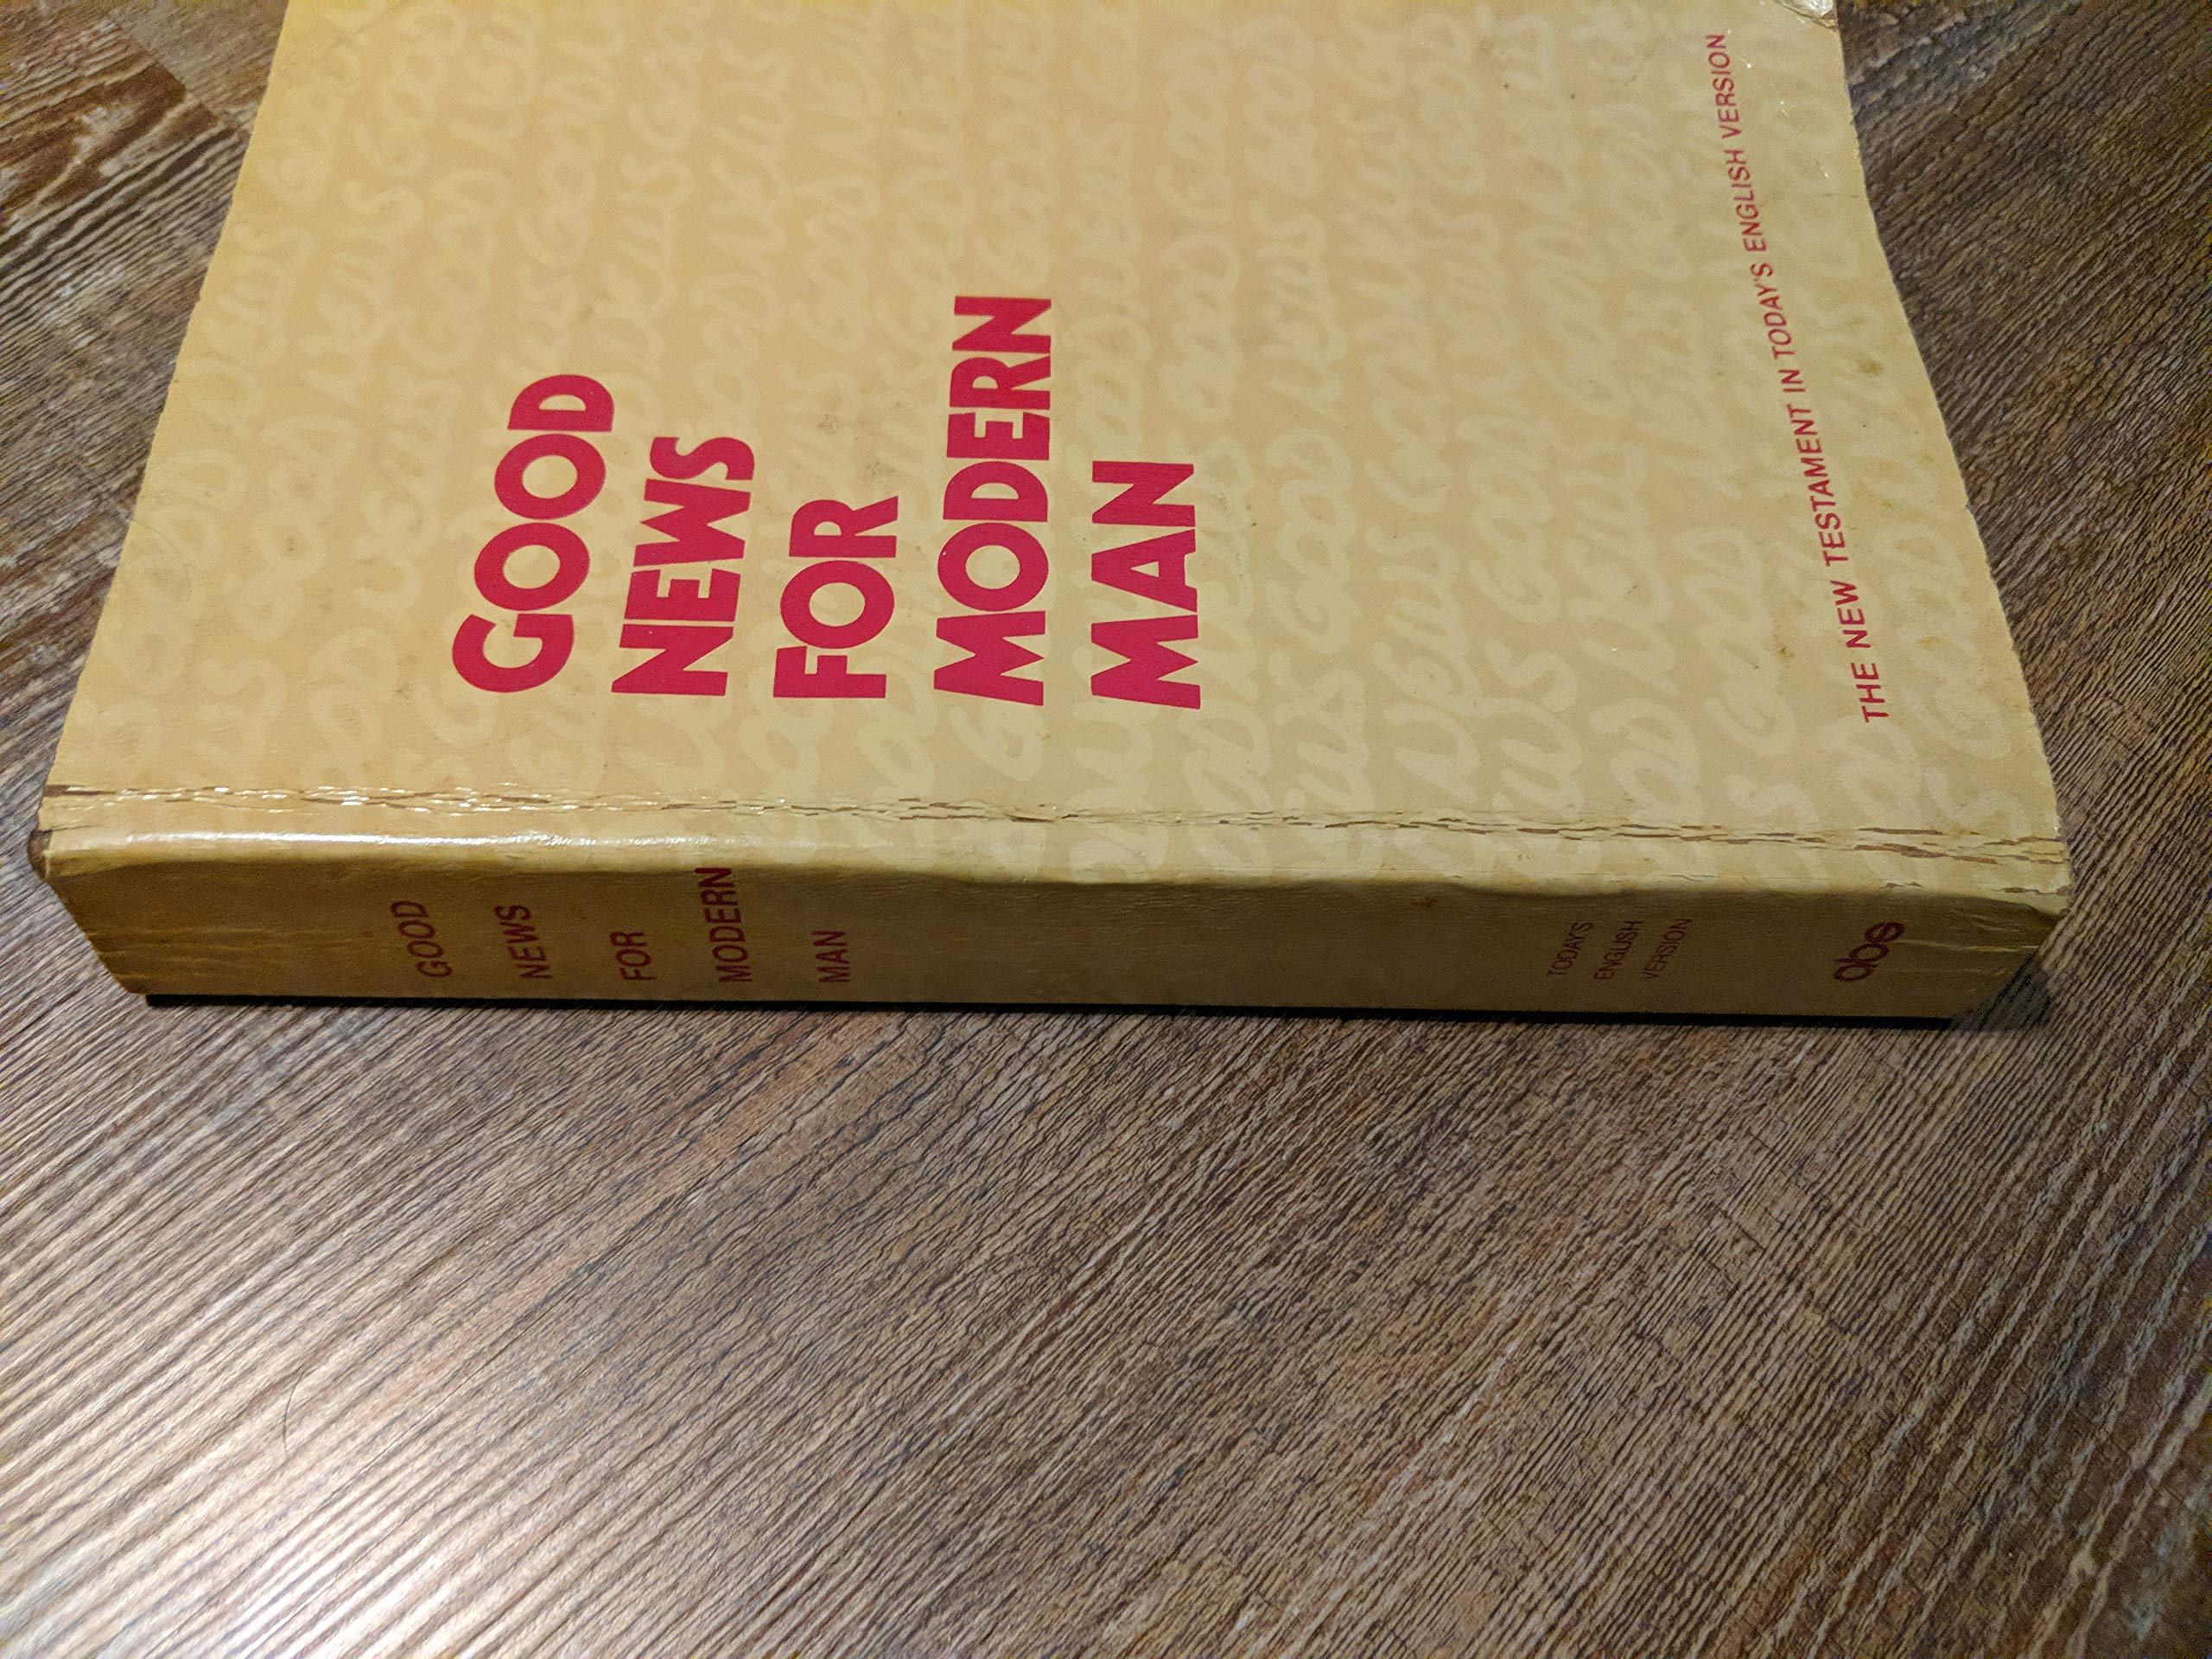 GOOD
NEWS
FOR
MODERN
MAN
THE NEW TESTAMENT IN TODAY'S ENGLISH VERSION
GOOD
NEWS
FOR
MODERN
MAN
TODAY'S
ENGLISH
VERSION
abs